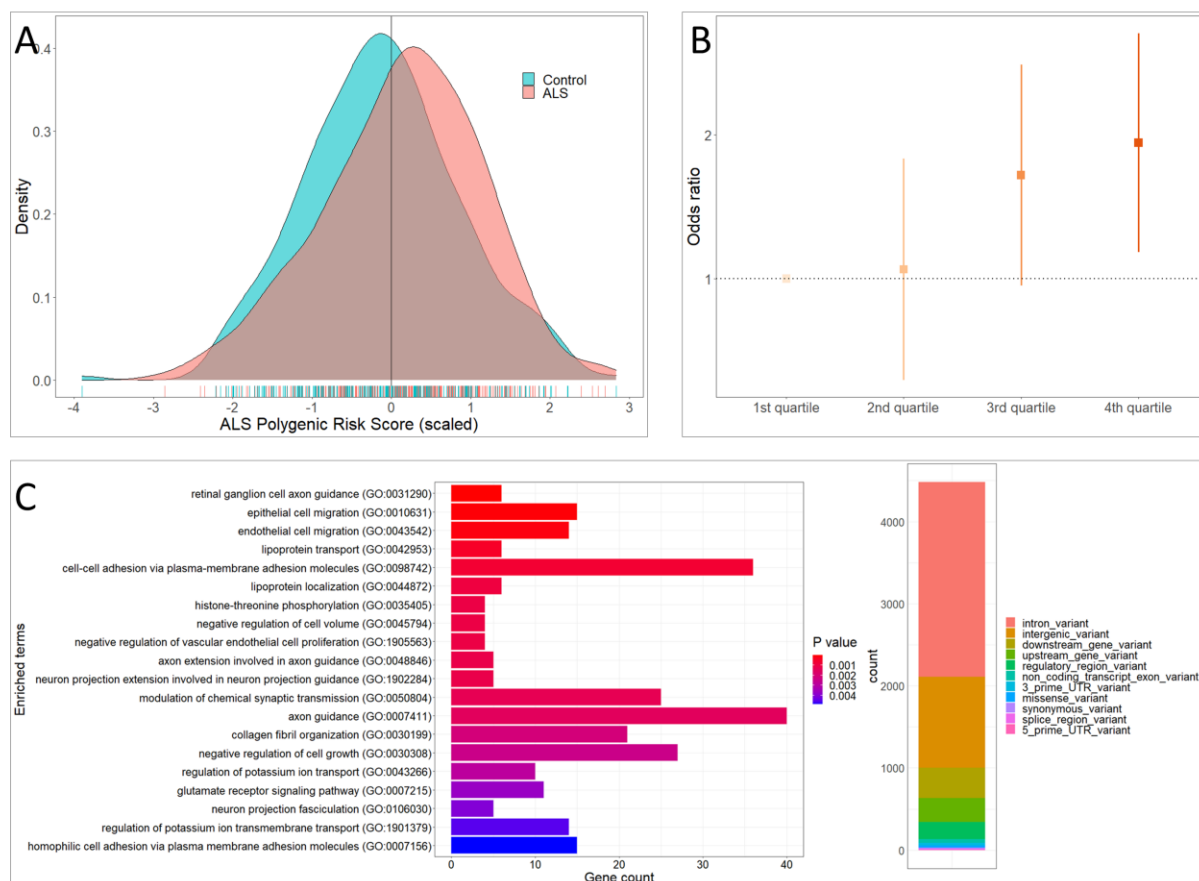 A
0.4
0.3
0.2
0.1
0.0
Density
Control
ALS
-4 -3 -2 -1 0 1 2 3
ALS Polygenic Risk Score (scaled)
B
2
1
Odds ratio
1st quartile 2nd quartile 3rd quartile 4th quartile
C
Enriched terms
retinal ganglion cell axon guidance (GO:0031290)
epithelial cell migration (GO:0010631)
endothelial cell migration (GO:0043542)
lipoprotein transport (GO:0042953)
cell-cell adhesion via plasma-membrane adhesion molecules (GO:0098742)
lipoprotein localization (GO:0044872)
histone-threonine phosphorylation (GO:0035405)
negative regulation of cell volume (GO:0045794)
negative regulation of vascular endothelial cell proliferation (GO:1905563)
axon extension involved in axon guidance (GO:0048846)
neuron projection extension involved in neuron projection guidance (GO:1902284)
modulation of chemical synaptic transmission (GO:0050804)
axon guidance (GO:0007411)
collagen fibril organization (GO:0030199)
negative regulation of cell growth (GO:0030308)
regulation of potassium ion transport (GO:0043266)
glutamate receptor signaling pathway (GO:0007215)
neuron projection fasciculation (GO:0106030)
regulation of potassium ion transmembrane transport (GO:1901379)
homophilic cell adhesion via plasma membrane adhesion molecules (GO:0007156)
0 10 20 30 40
Gene count
P value
0.001
0.002
0.003
0.004
count
4000
3000
2000
1000
0
intron_variant
intergenic_variant
downstream_gene_variant
upstream_gene_variant
regulatory_region_variant
non_coding_transcript_exon_variant
3_prime_UTR_variant
missense_variant
synonymous_variant
splice_region_variant
5_prime_UTR_variant